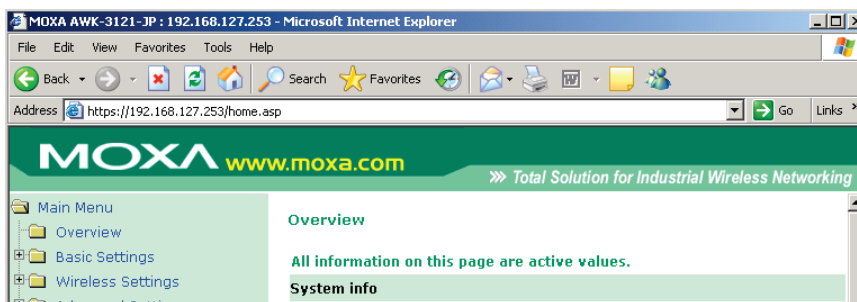 MOXA AWK-3121-JP : 192.168.127.253 - Microsoft Internet Explorer
File Edit View Favorites Tools Help
Back Search Favorites
Address https://192.168.127.253/home.asp Go Links »
MOXA www.moxa.com
»» Total Solution for Industrial Wireless Networking
Main Menu
Overview
Basic Settings
Wireless Settings
Overview
All information on this page are active values.
System info